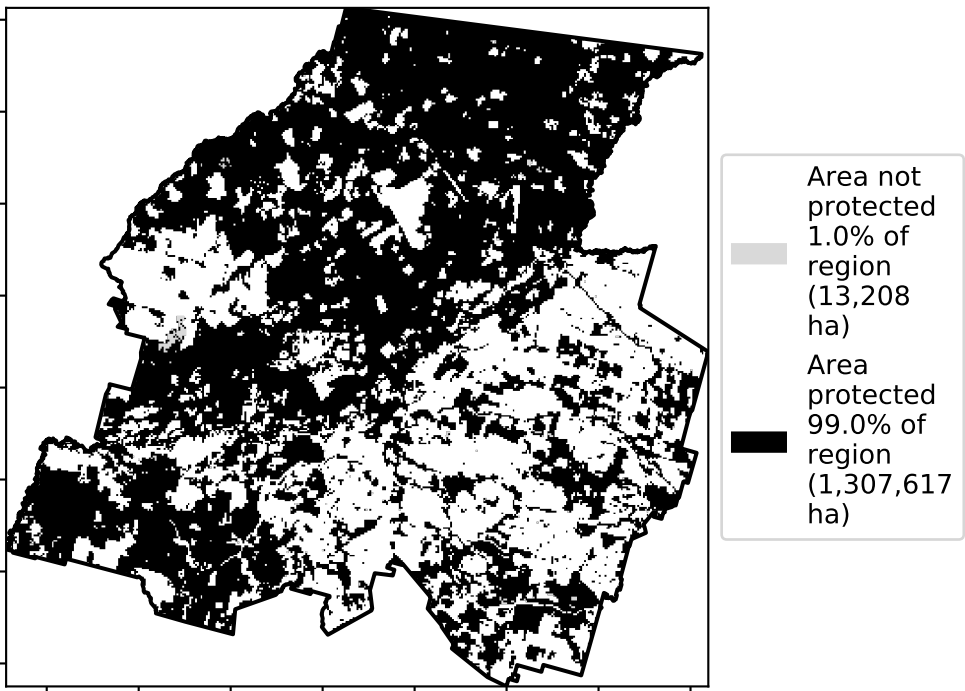 Area not
protected
1.0% of
region
(13,208
ha)
Area
protected
99.0% of
region
(1,307,617
ha)